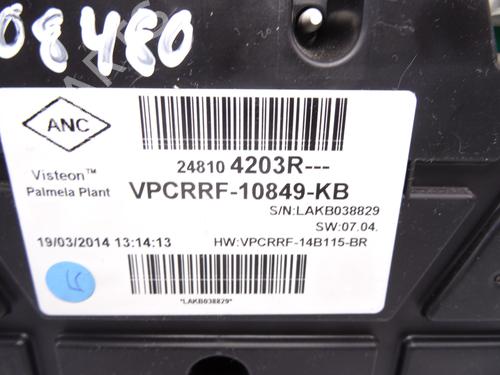 08480
ANC
Visteon™
Palmela Plant
24810 4203R---
VPCRRF-10849-KB
S/N:LAKB038829
SW:07.04.
19/03/2014 13:14:13
HW:VPCRRF-14B115-BR
*LAKB038829*